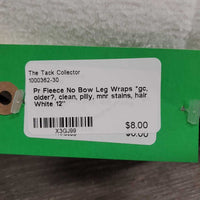 The Tack Collector
1000362-30
Pr Fleece No Bow Leg Wraps "gc,
older?, clean, pilly, mnr stains, hair
White 12"
X3GJ99
$8.00